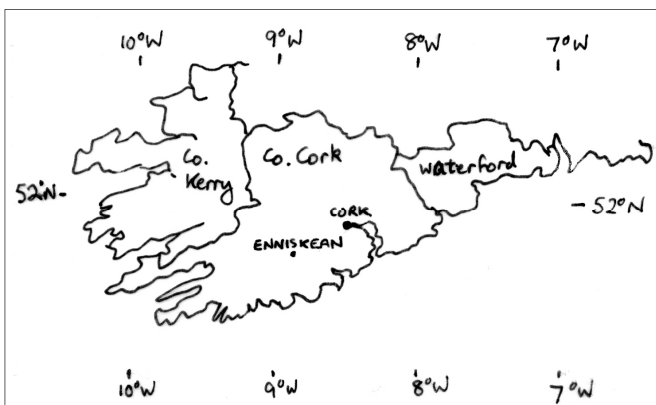 10°W 9°W 8°W 7°W
Co. Kerry
Co. Cork
Waterford
52°N-
-52°N
CORK
ENNISKEAN
10°W 9°W 8°W 7°W